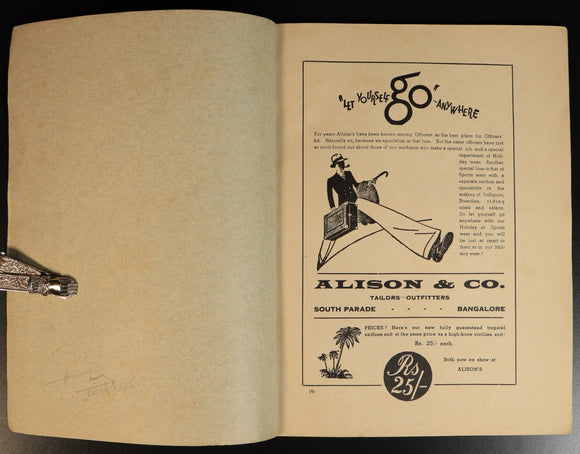 "LET YOURSELF go" ANYWHERE
For years Alison's have been known among Officers as the best place for Officers'
kit. Naturally so, because we specialise in that line. But the same officers have just
as soon found out about those of our workmen who make a special job and a special
department of Holi-
day wear. Another
special line is that of
Sports wear with a
separate section and
specialists in the
making of Jodhpurs,
Breeches, riding
coats and safaris.
So let yourself go
anywhere with our
Holiday or Sports
wear and you will
be just as smart in
them as in our Mili-
tary wear!
ALISON & CO.
TAILORS—OUTFITTERS
SOUTH PARADE - - - - BANGALORE
PRICES? Here's our new fully guaranteed tropical
uniform suit at the same price as a high-brow civilian suit:
Rs. 25/- each.
Rs
25/-
Both now on show at
ALISON'S
(A)